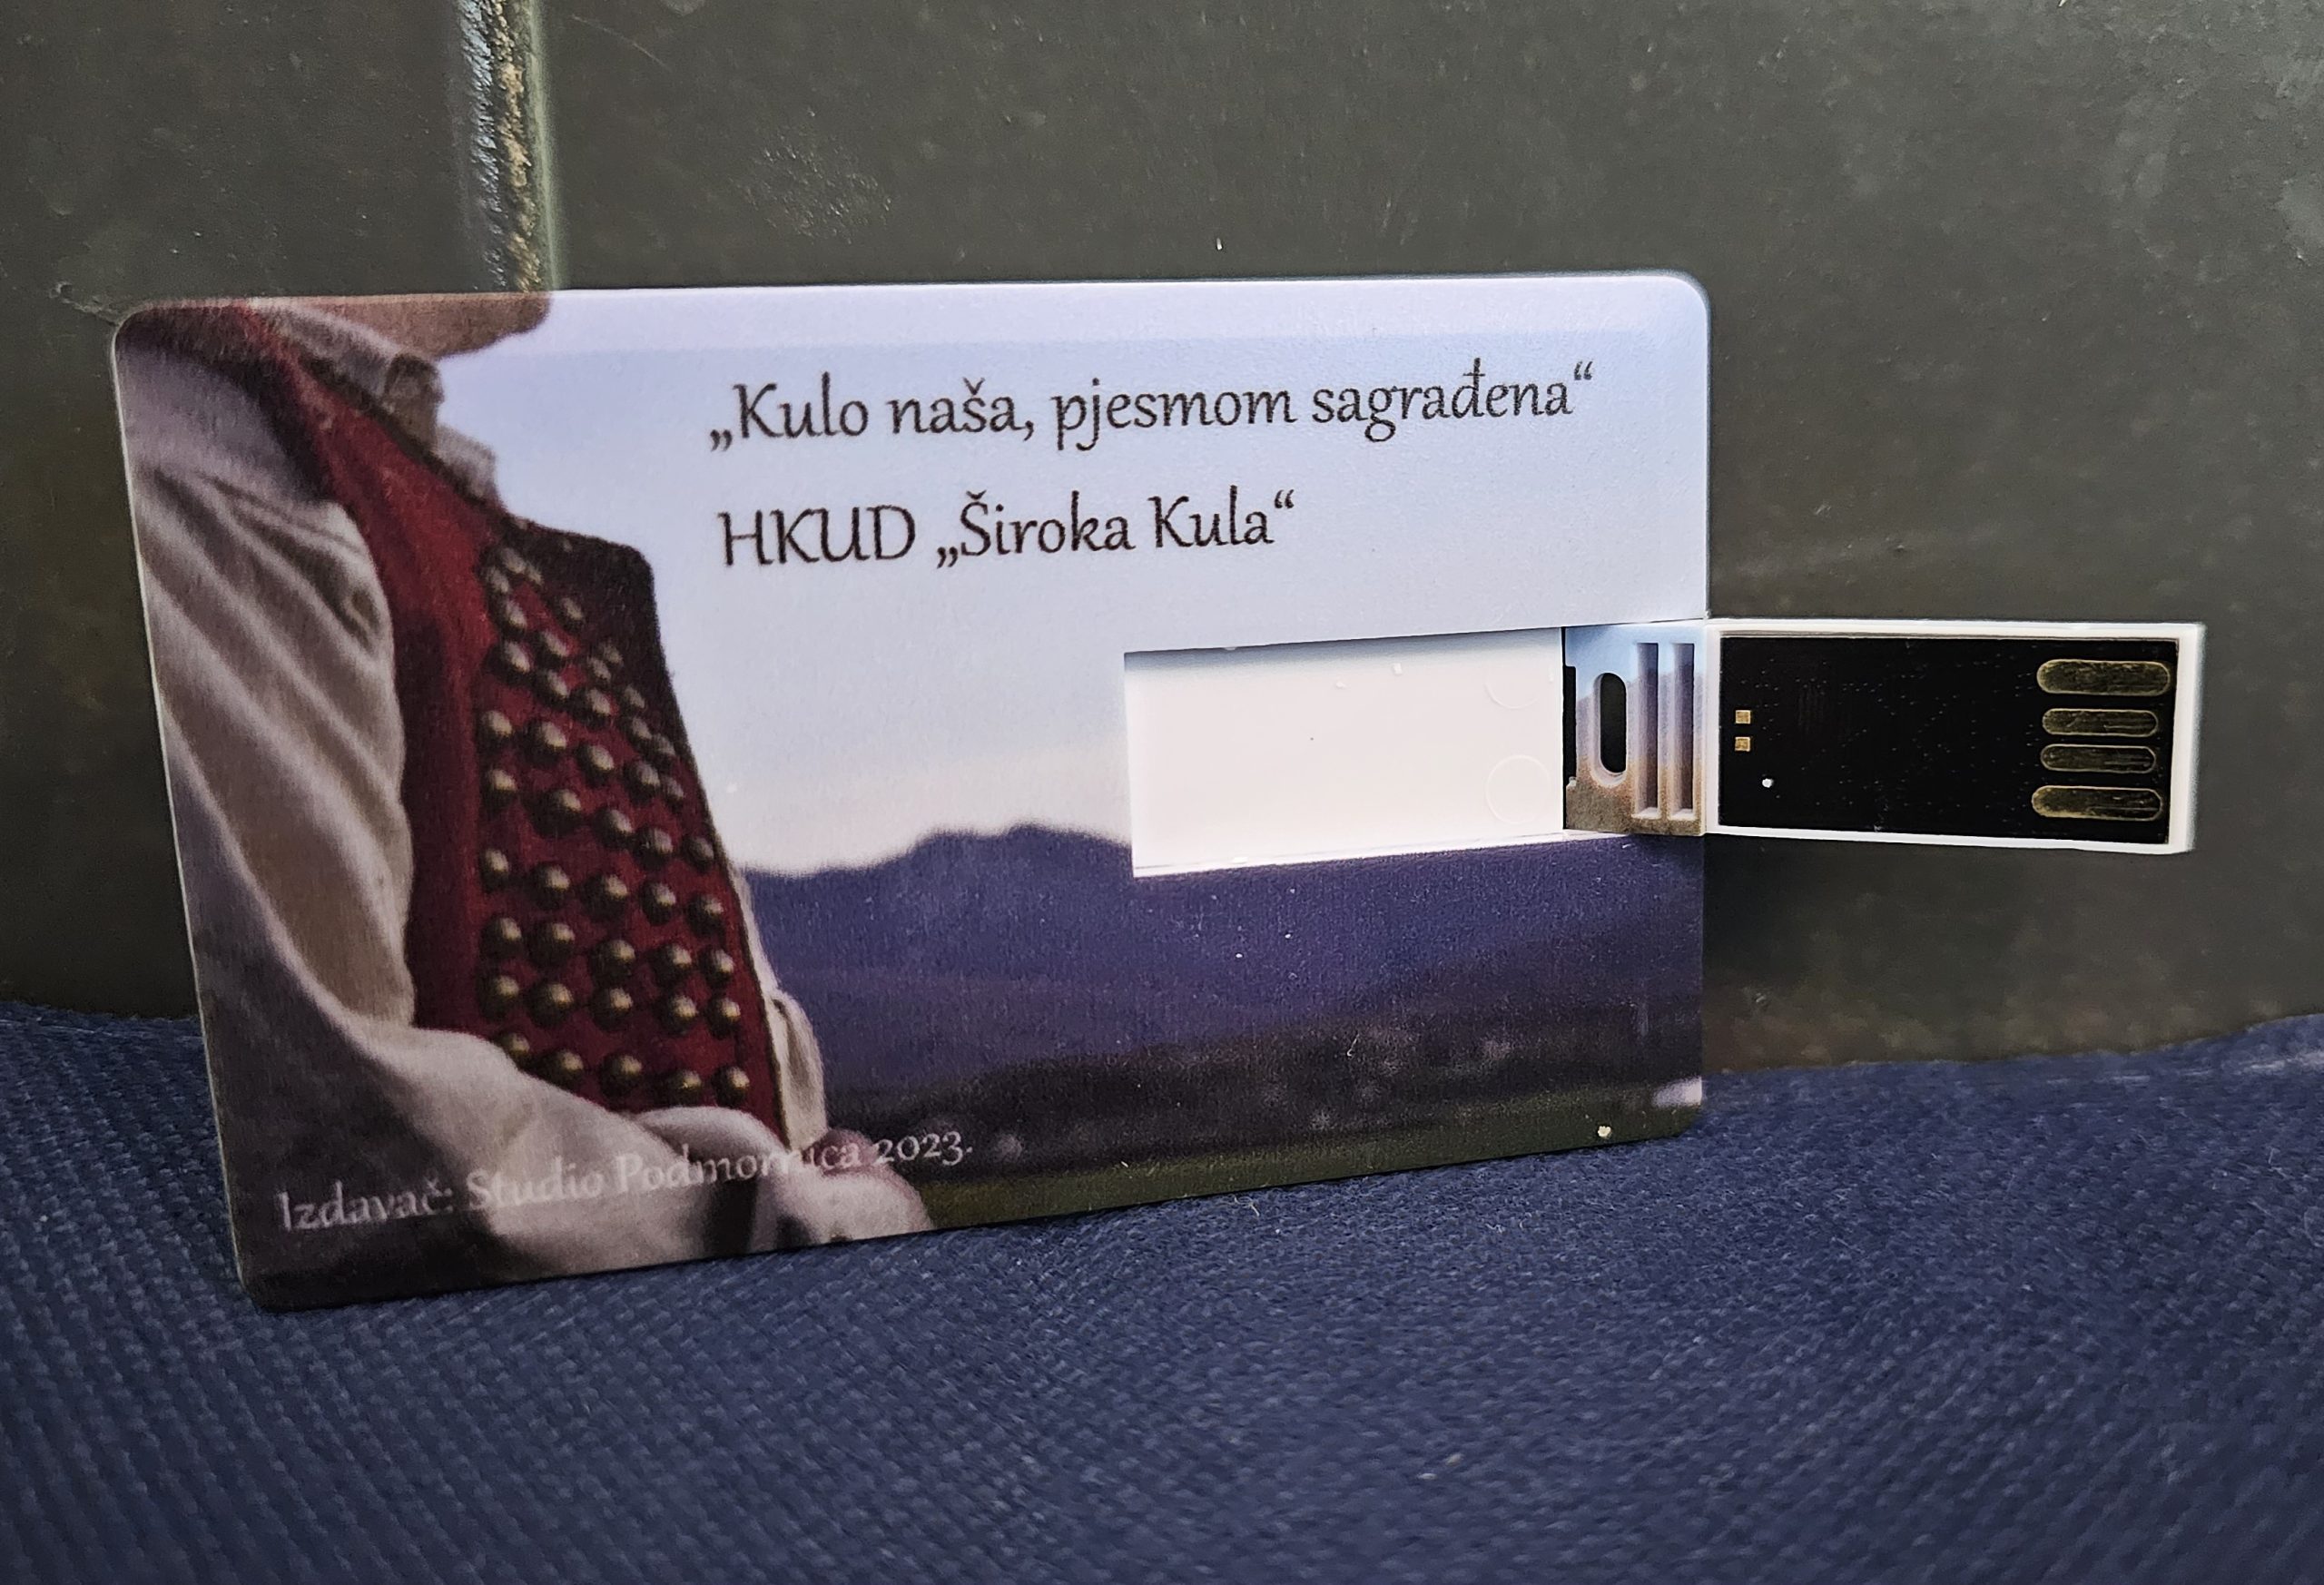 „Kulo naša, pjesmom sagrađena“
HKUD „Široka Kula“
Izdavač: Studio Podmornica 2023.